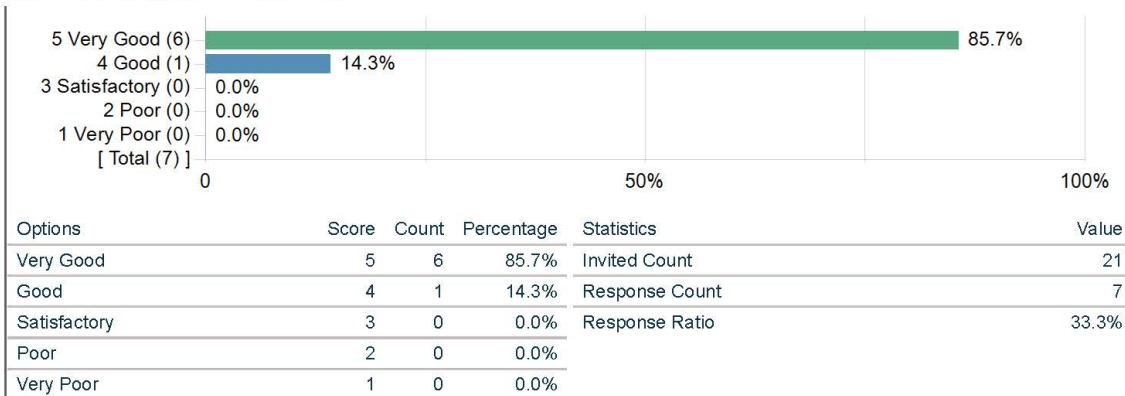 5 Very Good (6) 85.7%
4 Good (1) 14.3%
3 Satisfactory (0) 0.0%
2 Poor (0) 0.0%
1 Very Poor (0) 0.0%
[ Total (7) ]
0 50% 100%
Options Score Count Percentage
Very Good 5 6 85.7%
Good 4 1 14.3%
Satisfactory 3 0 0.0%
Poor 2 0 0.0%
Very Poor 1 0 0.0%
Statistics Value
Invited Count 21
Response Count 7
Response Ratio 33.3%